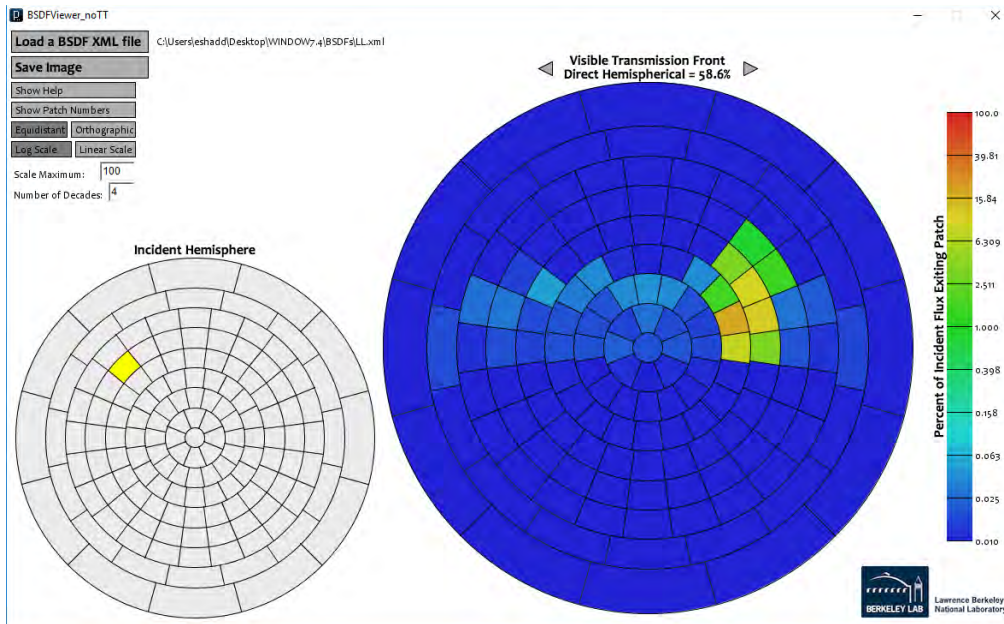 BSDFViewer_noTT
Load a BSDF XML file
C:\Users\eshadd\Desktop\WINDOW7.4\BSDFs\LL.xml
Save Image
Show Help
Show Patch Numbers
Equidistant Orthographic
Log Scale Linear Scale
Scale Maximum: 100
Number of Decades: 4
Visible Transmission Front
Direct Hemispherical = 58.6%
Incident Hemisphere
Percent of Incident Flux Exiting Patch
100.0
39.81
15.84
6.309
2.511
1.000
0.398
0.158
0.063
0.025
0.010
BERKELEY LAB
Lawrence Berkeley
National Laboratory